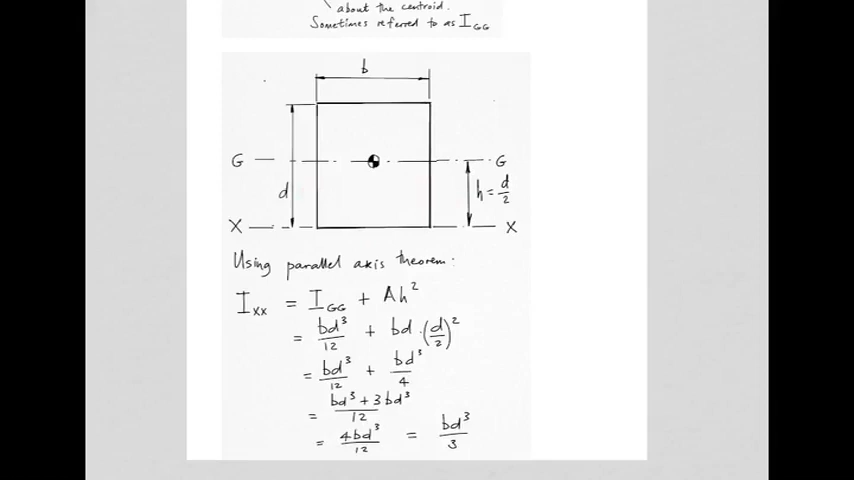 about the centroid.
Sometimes referred to as I_GG
b
G G
d h = d/2
X X
Using parallel axis theorem:
I_xx = I_GG + Ah²
= bd³/12 + bd·(d/2)²
= bd³/12 + bd³/4
= bd³ + 3bd³/12
= 4bd³/12 = bd³/3